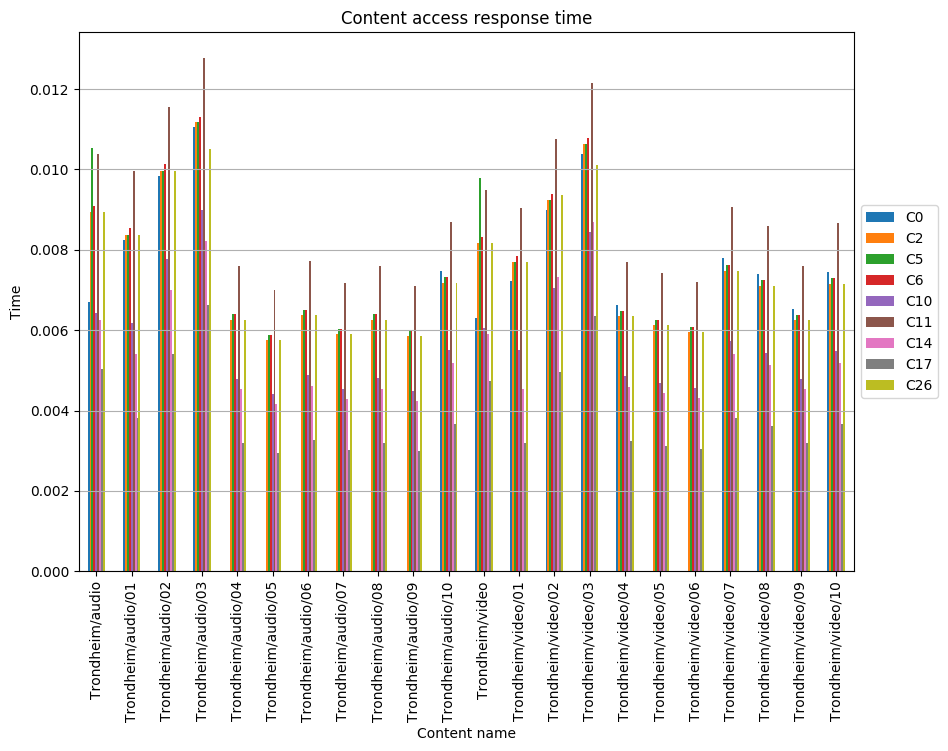 Content access response time
Time
0.012
0.010
0.008
0.006
0.004
0.002
0.000
C0
C2
C5
C6
C10
C11
C14
C17
C26
Trondheim/audio
Trondheim/audio/01
Trondheim/audio/02
Trondheim/audio/03
Trondheim/audio/04
Trondheim/audio/05
Trondheim/audio/06
Trondheim/audio/07
Trondheim/audio/08
Trondheim/audio/09
Trondheim/audio/10
Trondheim/video
Trondheim/video/01
Trondheim/video/02
Trondheim/video/03
Trondheim/video/04
Trondheim/video/05
Trondheim/video/06
Trondheim/video/07
Trondheim/video/08
Trondheim/video/09
Trondheim/video/10
Content name